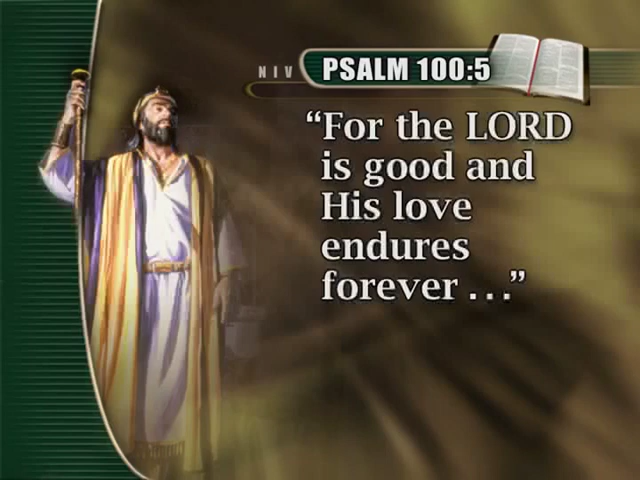 NIV PSALM 100:5
“For the LORD
is good and
His love
endures
forever . . .”